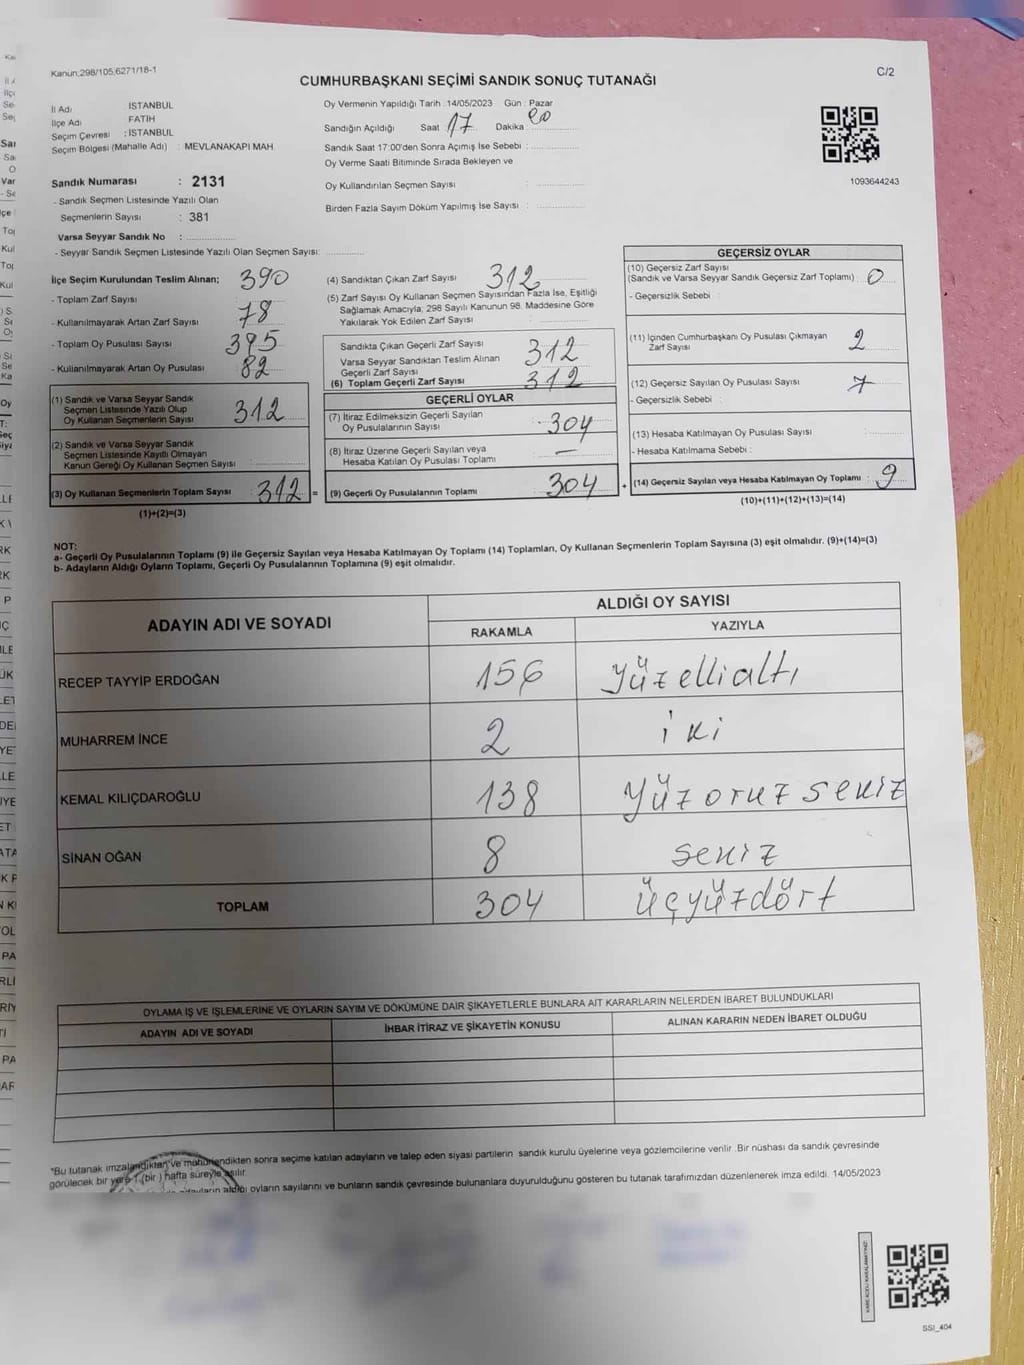 Kanun;298/105;6271/18-1
C/2
CUMHURBAŞKANI SEÇİMİ SANDIK SONUÇ TUTANAĞI
İl Adı : İSTANBUL
İlçe Adı : FATİH
Seçim Çevresi : İSTANBUL
Seçim Bölgesi (Mahalle Adı) : MEVLANAKAPI MAH
Sandık Numarası : 2131
- Sandık Seçmen Listesinde Yazılı Olan
Seçmenlerin Sayısı : 381
Varsa Seyyar Sandık No :
- Seyyar Sandık Seçmen Listesinde Yazılı Olan Seçmen Sayısı:
Oy Vermenin Yapıldığı Tarih : 14/05/2023 Gün : Pazar
Sandığın Açıldığı Saat 17 Dakika 00
Sandık Saat 17:00'den Sonra Açımış İse Sebebi :
Oy Verme Saati Bitiminde Sırada Bekleyen ve
Oy Kullandırılan Seçmen Sayısı :
Birden Fazla Sayım Döküm Yapılmış İse Sayısı :
1093644243
İlçe Seçim Kurulundan Teslim Alınan; 390
- Toplam Zarf Sayısı
- Kullanılmayarak Artan Zarf Sayısı : 78
- Toplam Oy Pusulası Sayısı : 395
- Kullanılmayarak Artan Oy Pusulası : 82
(1) Sandık ve Varsa Seyyar Sandık
Seçmen Listesinde Yazılı Olup
Oy Kullanan Seçmenlerin Sayısı : 312
(2) Sandık ve Varsa Seyyar Sandık
Seçmen Listesinde Kayıtlı Olmayan
Kanun Gereği Oy Kullanan Seçmen Sayısı :
(3) Oy Kullanan Seçmenlerin Toplam Sayısı : 312 =
(1)+(2)=(3)
(4) Sandıktan Çıkan Zarf Sayısı : 312
(5) Zarf Sayısı Oy Kullanan Seçmen Sayısından Fazla İse, Eşitliği
Sağlamak Amacıyla, 298 Sayılı Kanunun 98. Maddesine Göre
Yakılarak Yok Edilen Zarf Sayısı :
Sandıkta Çıkan Geçerli Zarf Sayısı : 312
Varsa Seyyar Sandıktan Teslim Alınan
Geçerli Zarf Sayısı :
(6) Toplam Geçerli Zarf Sayısı : 312
GEÇERLİ OYLAR
(7) İtiraz Edilmeksizin Geçerli Sayılan
Oy Pusulalarının Sayısı : 304
(8) İtiraz Üzerine Geçerli Sayılan veya
Hesaba Katılan Oy Pusulası Toplamı : —
(9) Geçerli Oy Pusulalarının Toplamı : 304 +
GEÇERSİZ OYLAR
(10) Geçersiz Zarf Sayısı
(Sandık ve Varsa Seyyar Sandık Geçersiz Zarf Toplamı) : 0
- Geçersizlik Sebebi :
(11) İçinden Cumhurbaşkanı Oy Pusulası Çıkmayan
Zarf Sayısı : 2
(12) Geçersiz Sayılan Oy Pusulası Sayısı : 7
- Geçersizlik Sebebi :
(13) Hesaba Katılmayan Oy Pusulası Sayısı :
- Hesaba Katılmama Sebebi :
(14) Geçersiz Sayılan veya Hesaba Katılmayan Oy Toplamı : 9
(10)+(11)+(12)+(13)=(14)
NOT:
a- Geçerli Oy Pusulalarının Toplamı (9) ile Geçersiz Sayılan veya Hesaba Katılmayan Oy Toplamı (14) Toplamları, Oy Kullanan Seçmenlerin Toplam Sayısına (3) eşit olmalıdır. (9)+(14)=(3)
b- Adayların Aldığı Oyların Toplamı, Geçerli Oy Pusulalarının Toplamına (9) eşit olmalıdır.
ADAYIN ADI VE SOYADI
ALDIĞI OY SAYISI
RAKAMLA YAZIYLA
RECEP TAYYİP ERDOĞAN 156 Yüzellialtı
MUHARREM İNCE 2 iki
KEMAL KILIÇDAROĞLU 138 Yüzotuzsekiz
SİNAN OĞAN 8 sekiz
TOPLAM 304 üçyüzdört
OYLAMA İŞ VE İŞLEMLERİNE VE OYLARIN SAYIM VE DÖKÜMÜNE DAİR ŞİKAYETLERLE BUNLARA AİT KARARLARIN NELERDEN İBARET BULUNDUKLARI
ADAYIN ADI VE SOYADI İHBAR İTİRAZ VE ŞİKAYETİN KONUSU ALINAN KARARIN NEDEN İBARET OLDUĞU
*Bu tutanak imzalandıktan ve mühürlendikten sonra seçime katılan adayların ve talep eden siyasi partilerin sandık kurulu üyelerine veya gözlemcilerine verilir. Bir nüshası da sandık çevresinde
görülecek bir yere 1 (bir) hafta süreyle asılır.
adayların aldığı oyların sayılarını ve bunların sandık çevresinde bulunanlara duyurulduğunu gösteren bu tutanak tarafımızdan düzenlenerek imza edildi. 14/05/2023
SSI_404